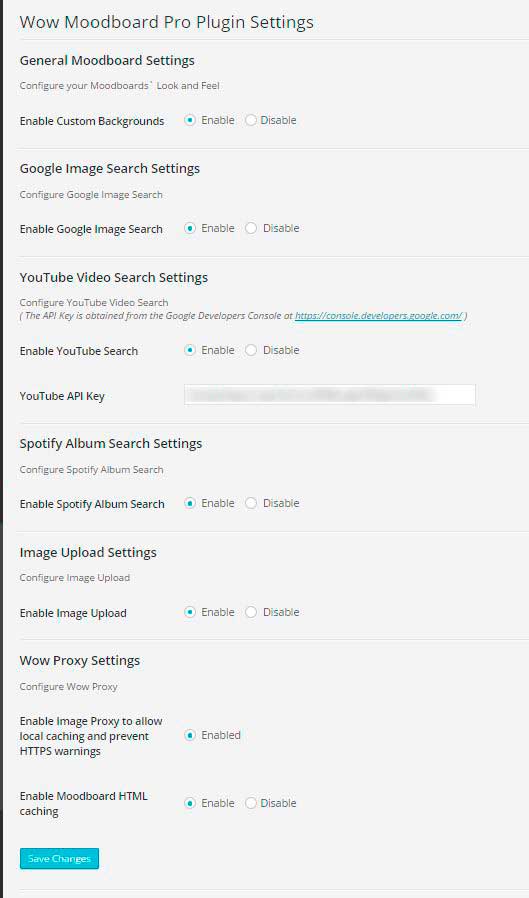 Wow Moodboard Pro Plugin Settings
General Moodboard Settings
Configure your Moodboards` Look and Feel
Enable Custom Backgrounds Enable Disable
Google Image Search Settings
Configure Google Image Search
Enable Google Image Search Enable Disable
YouTube Video Search Settings
Configure YouTube Video Search
( The API Key is obtained from the Google Developers Console at https://console.developers.google.com/ )
Enable YouTube Search Enable Disable
YouTube API Key
Spotify Album Search Settings
Configure Spotify Album Search
Enable Spotify Album Search Enable Disable
Image Upload Settings
Configure Image Upload
Enable Image Upload Enable Disable
Wow Proxy Settings
Configure Wow Proxy
Enable Image Proxy to allow
local caching and prevent Enabled
HTTPS warnings
Enable Moodboard HTML
caching Enable Disable
Save Changes